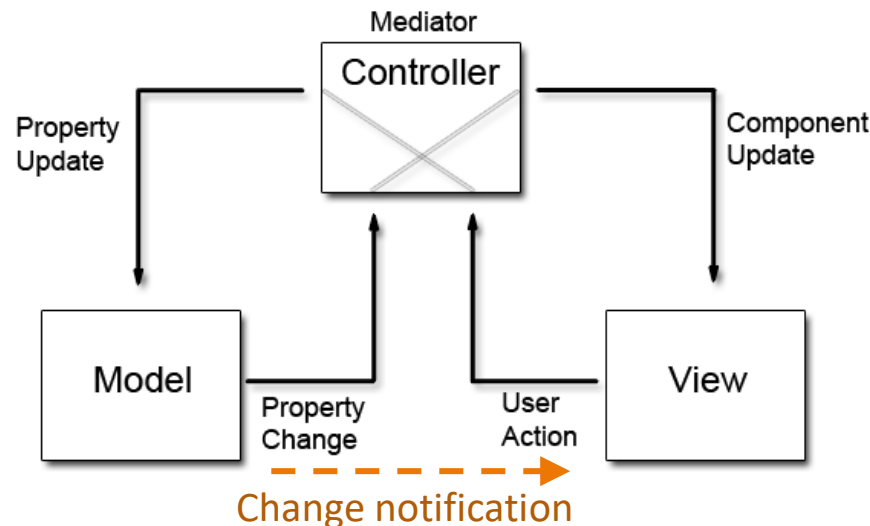 Mediator
Controller
Property
Update
Component
Update
Model
View
Property
Change
User
Action
Change notification